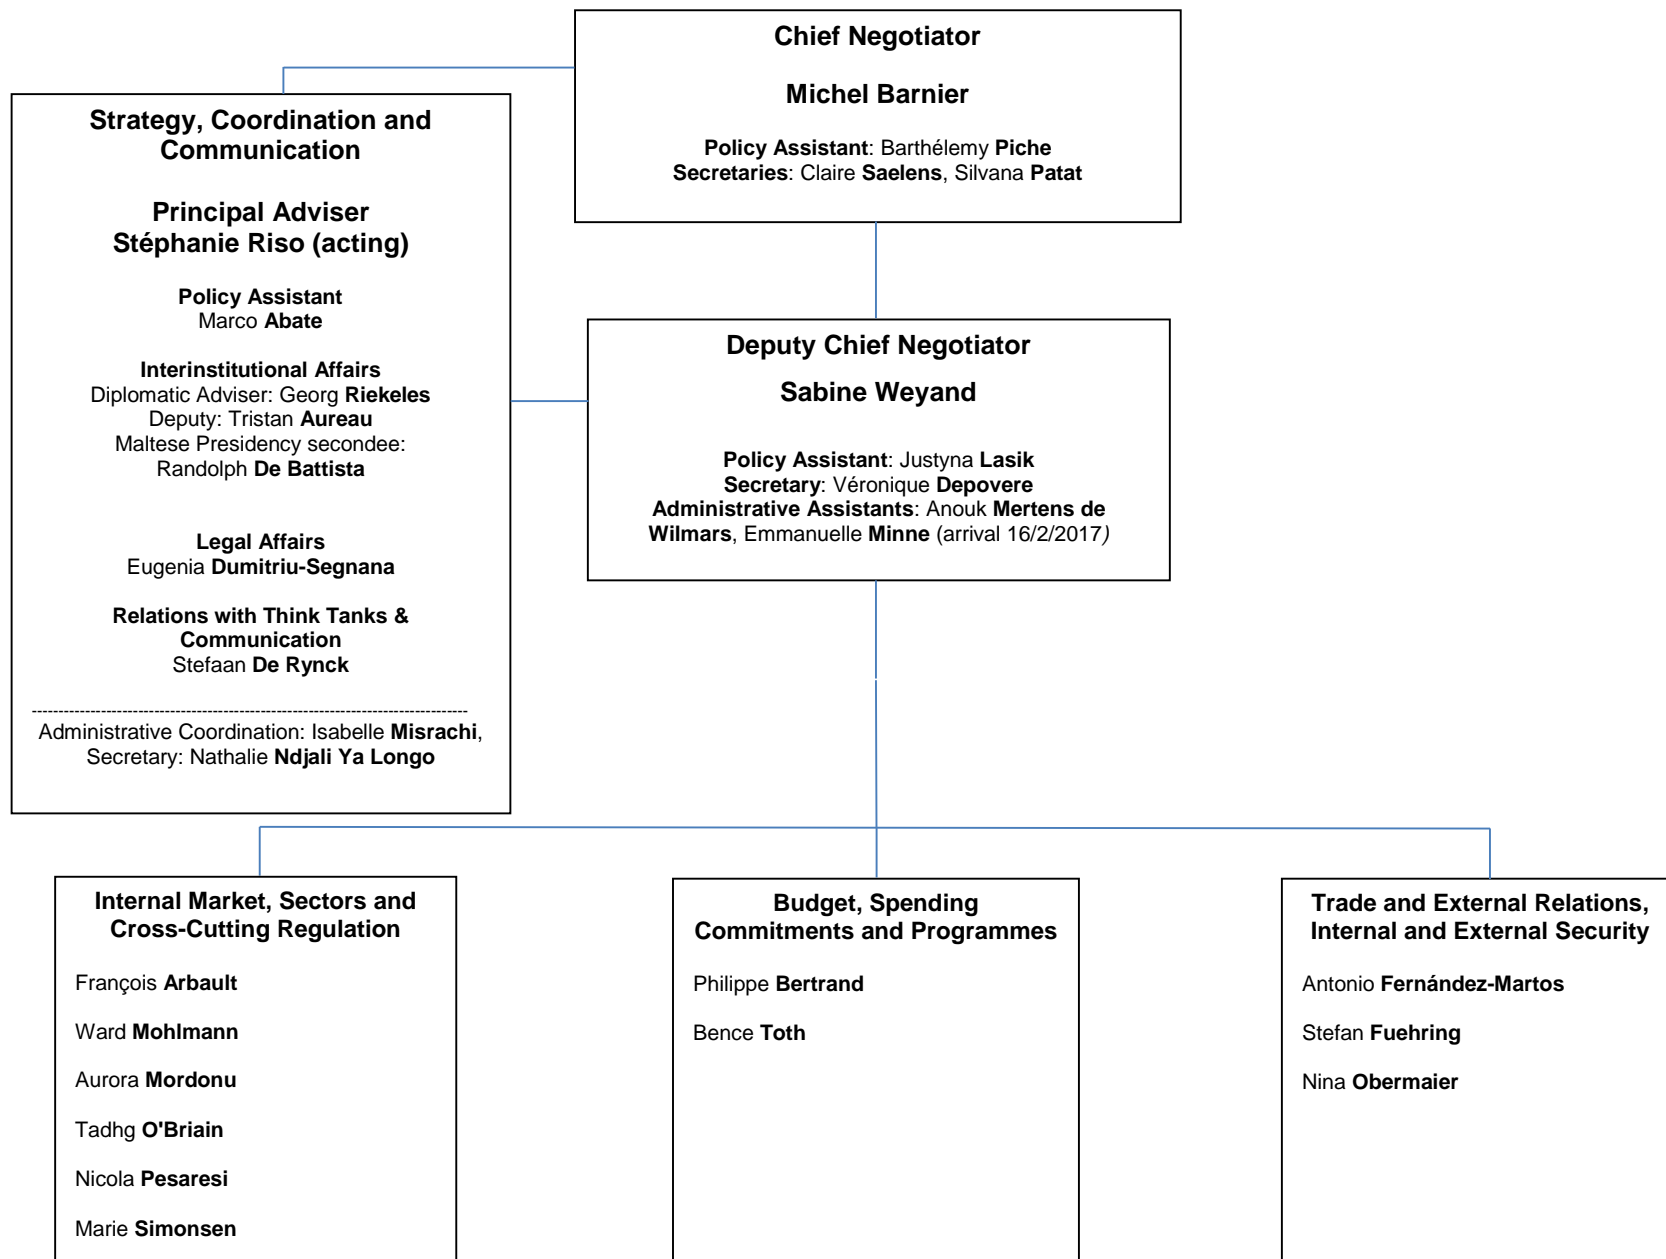 Chief Negotiator
Michel Barnier
Policy Assistant: Barthélemy Piche
Secretaries: Claire Saelens, Silvana Patat
Strategy, Coordination and
Communication
Principal Adviser
Stéphanie Riso (acting)
Policy Assistant
Marco Abate
Interinstitutional Affairs
Diplomatic Adviser: Georg Riekeles
Deputy: Tristan Aureau
Maltese Presidency secondee:
Randolph De Battista
Legal Affairs
Eugenia Dumitriu-Segnana
Relations with Think Tanks &
Communication
Stefaan De Rynck
--------------------------------------------------------------------------------
Administrative Coordination: Isabelle Misrachi,
Secretary: Nathalie Ndjali Ya Longo
Deputy Chief Negotiator
Sabine Weyand
Policy Assistant: Justyna Lasik
Secretary: Véronique Depovere
Administrative Assistants: Anouk Mertens de
Wilmars, Emmanuelle Minne (arrival 16/2/2017)
Internal Market, Sectors and
Cross-Cutting Regulation
François Arbault
Ward Mohlmann
Aurora Mordonu
Tadhg O'Briain
Nicola Pesaresi
Marie Simonsen
Budget, Spending
Commitments and Programmes
Philippe Bertrand
Bence Toth
Trade and External Relations,
Internal and External Security
Antonio Fernández-Martos
Stefan Fuehring
Nina Obermaier